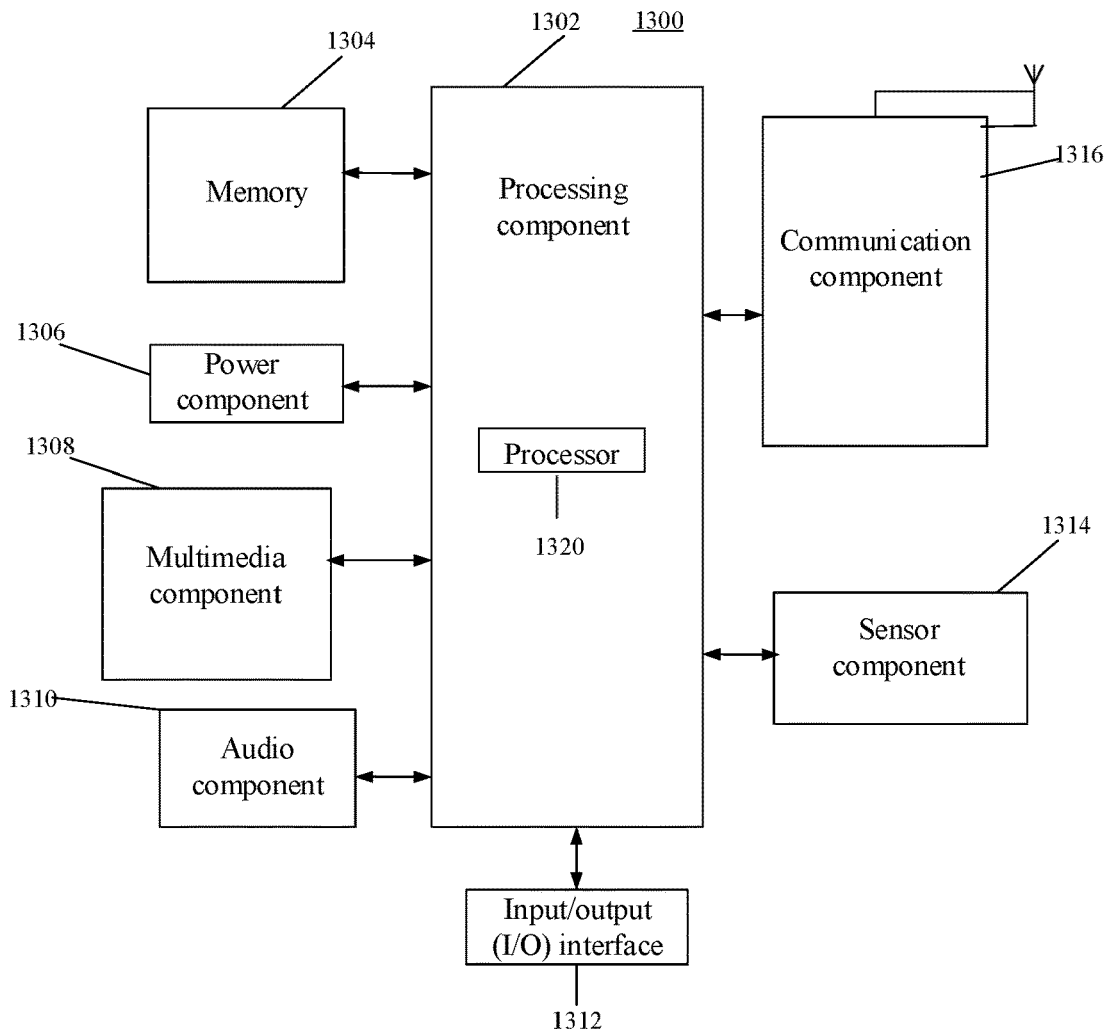 1302
1300
1304
1316
Memory
Processing
component
Communication
component
1306
Power
component
1308
Processor
1320
Multimedia
component
1314
Sensor
component
1310
Audio
component
Input/output
(I/O) interface
1312